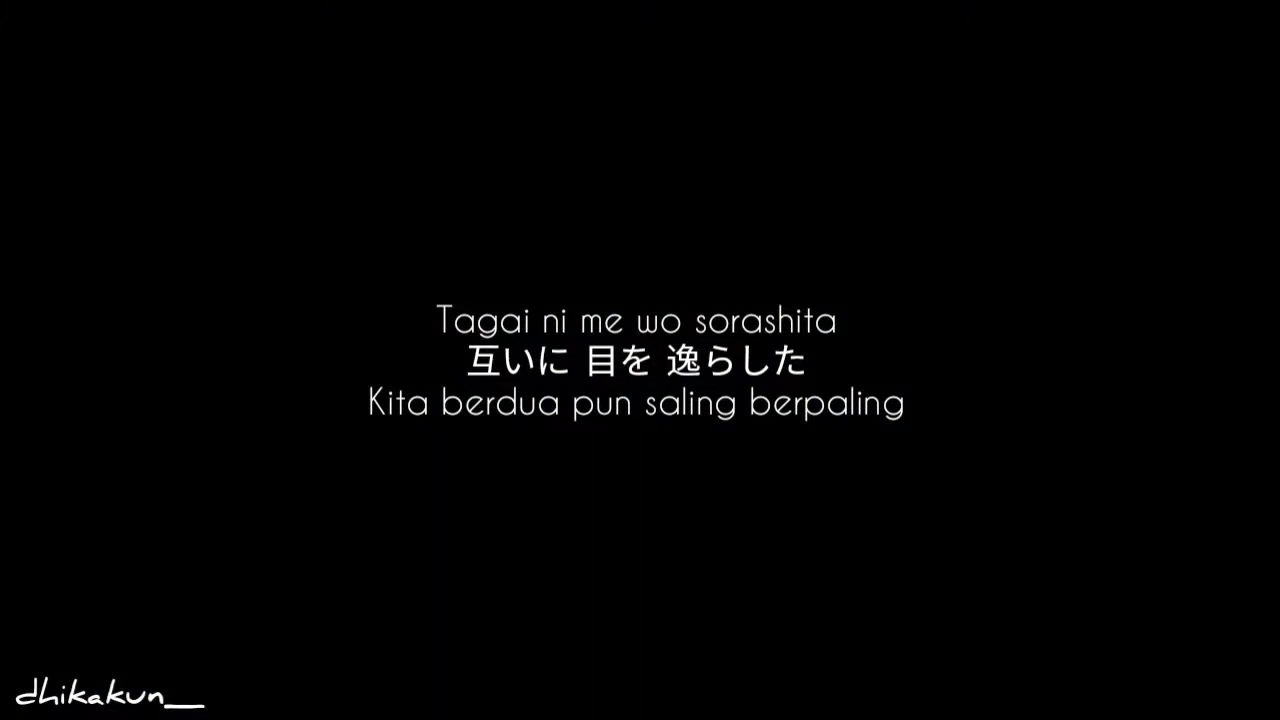 Tagai ni me wo sorashita
互いに 目を 逸らした
Kita berdua pun saling berpaling
dhikakun__